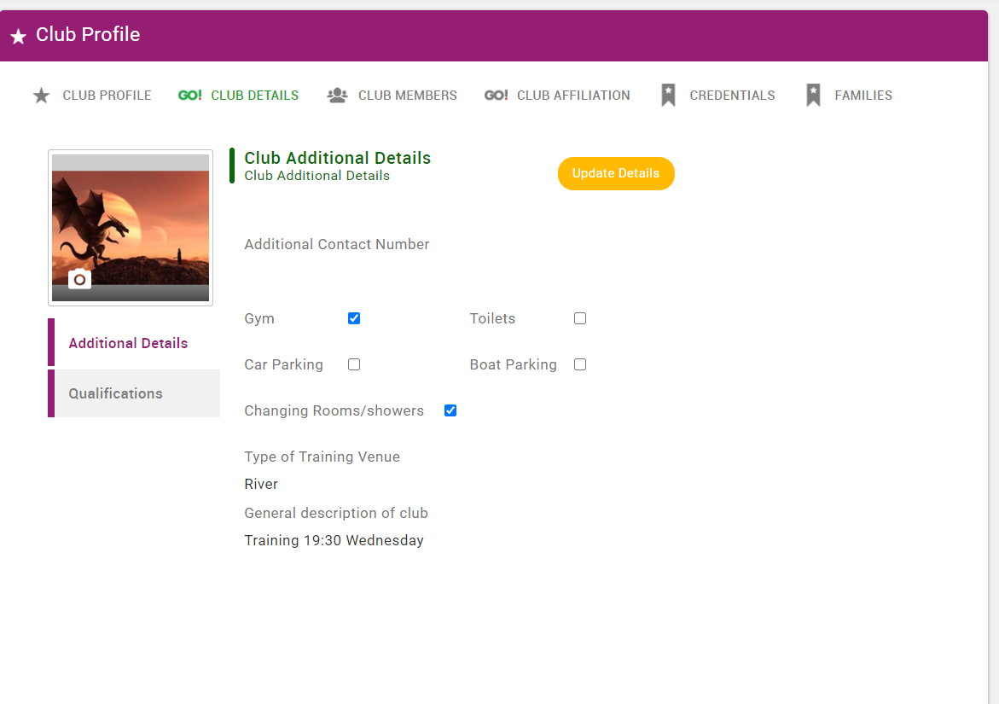 Club Profile
CLUB PROFILE GO! CLUB DETAILS CLUB MEMBERS GO! CLUB AFFILIATION CREDENTIALS FAMILIES
Club Additional Details
Club Additional Details
Update Details
Additional Contact Number
Gym Toilets
Additional Details
Car Parking Boat Parking
Qualifications
Changing Rooms/showers
Type of Training Venue
River
General description of club
Training 19:30 Wednesday